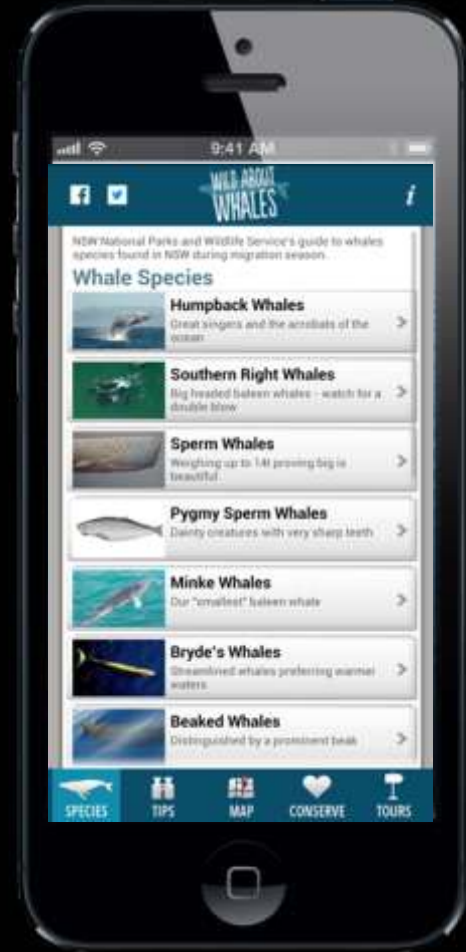 9:41 AM
WILD ABOUT
WHALES
i
NSW National Parks and Wildlife Service's guide to whales
species found in NSW during migration season.
Whale Species
Humpback Whales
Great singers and the acrobats of the
ocean
Southern Right Whales
Big headed baleen whales - watch for a
double blow
Sperm Whales
Weighing up to 14t proving big is
beautiful
Pygmy Sperm Whales
Dainty creatures with very sharp teeth
Minke Whales
Our "smallest" baleen whale
Bryde's Whales
Streamlined whales preferring warmer
waters
Beaked Whales
Distinguished by a prominent beak
SPECIES
TIPS
MAP
CONSERVE
TOURS